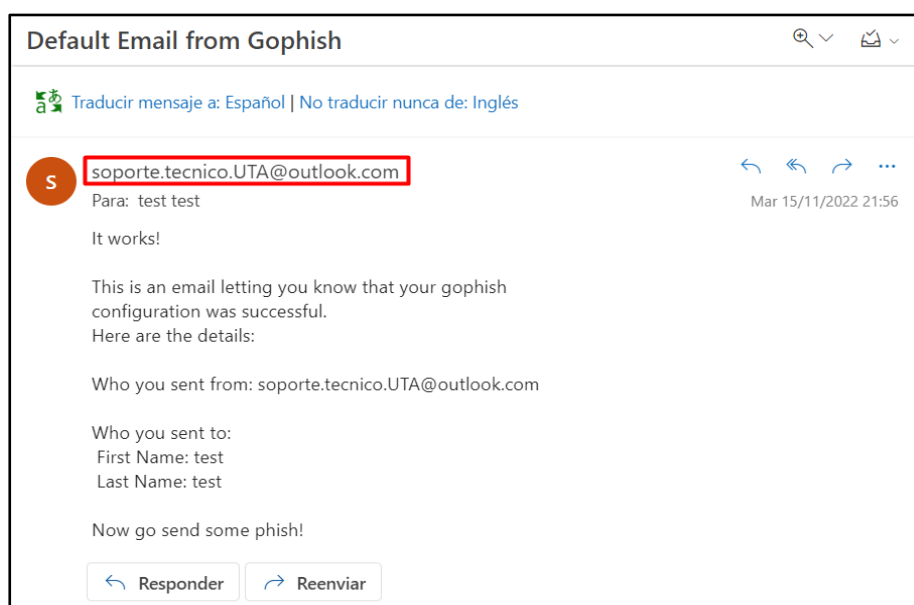 Default Email from Gophish
Traducir mensaje a: Español | No traducir nunca de: Inglés
S
soporte.tecnico.UTA@outlook.com
Para: test test
Mar 15/11/2022 21:56
It works!
This is an email letting you know that your gophish
configuration was successful.
Here are the details:
Who you sent from: soporte.tecnico.UTA@outlook.com
Who you sent to:
First Name: test
Last Name: test
Now go send some phish!
Responder
Reenviar